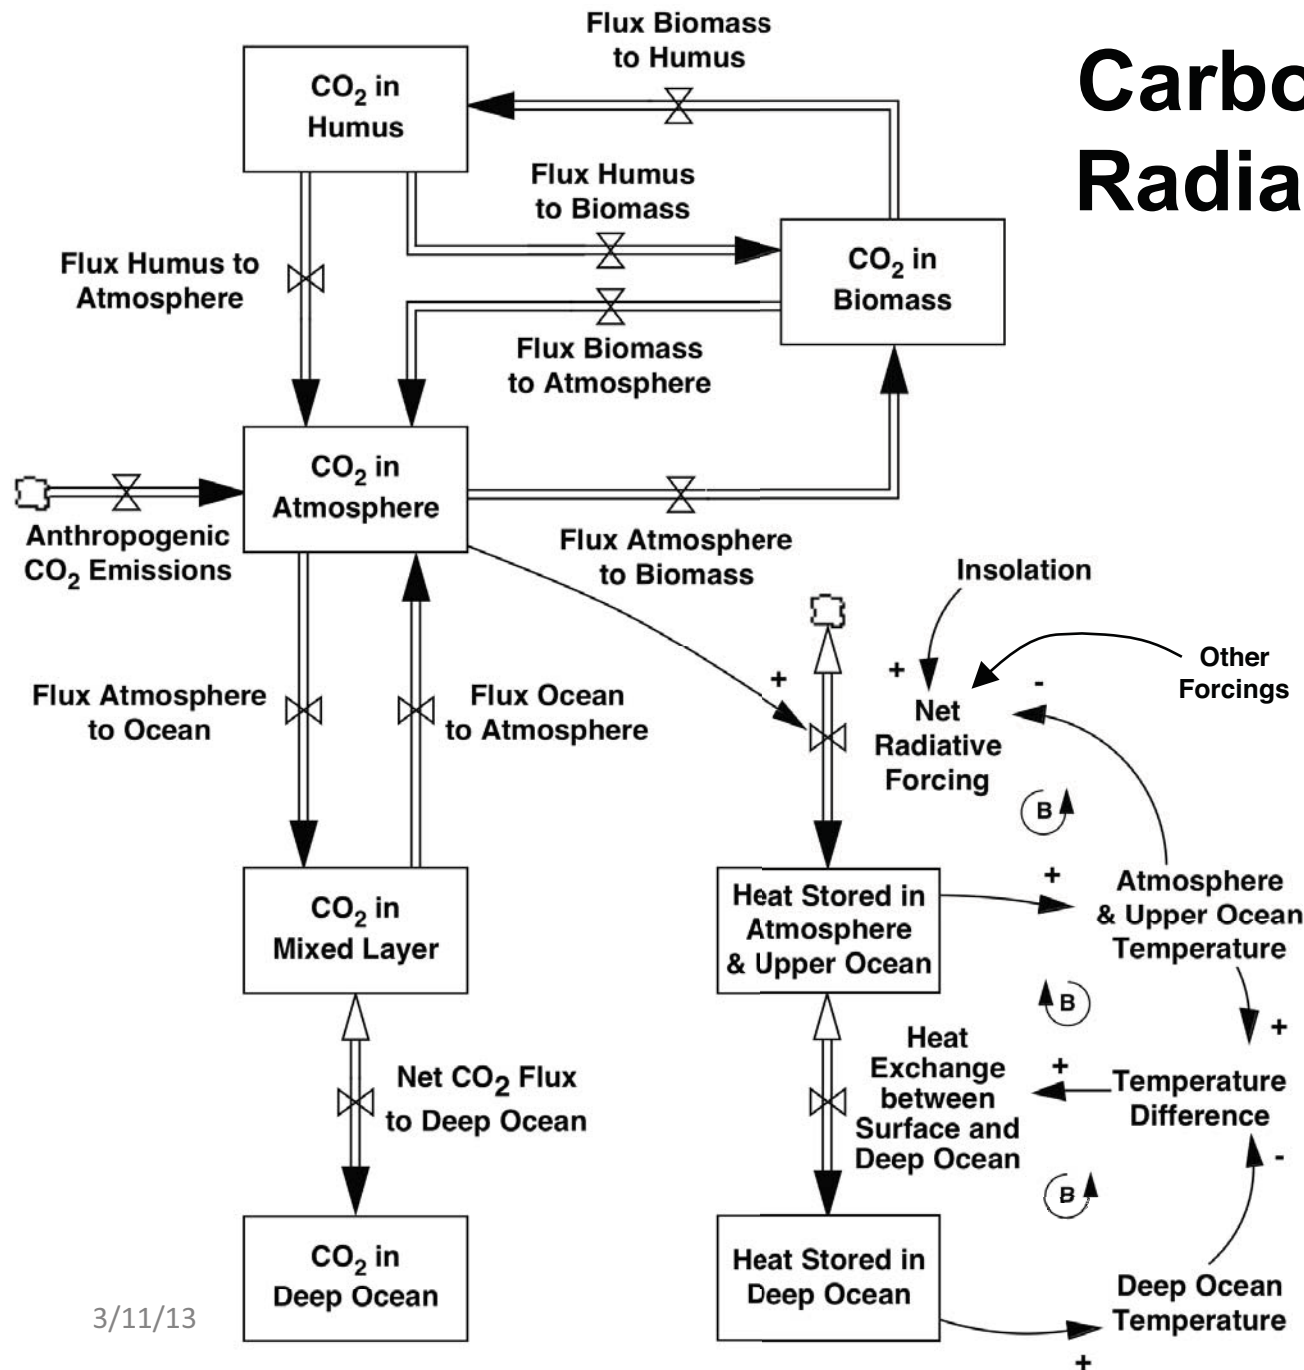 Carbo
Radia
Flux Biomass
to Humus
CO2 in
Humus
Flux Humus
to Biomass
Flux Humus to
Atmosphere
CO2 in
Biomass
Flux Biomass
to Atmosphere
CO2 in
Atmosphere
Anthropogenic
CO2 Emissions
Flux Atmosphere
to Biomass
Insolation
Other
Forcings
+
+
-
Flux Atmosphere
to Ocean
Flux Ocean
to Atmosphere
Net
Radiative
Forcing
B
CO2 in
Mixed Layer
Heat Stored in
Atmosphere
& Upper Ocean
+
Atmosphere
& Upper Ocean
Temperature
B
+
Net CO2 Flux
to Deep Ocean
Heat
Exchange
between
Surface and
Deep Ocean
+
Temperature
Difference
-
B
CO2 in
Deep Ocean
Heat Stored in
Deep Ocean
Deep Ocean
Temperature
+
3/11/13